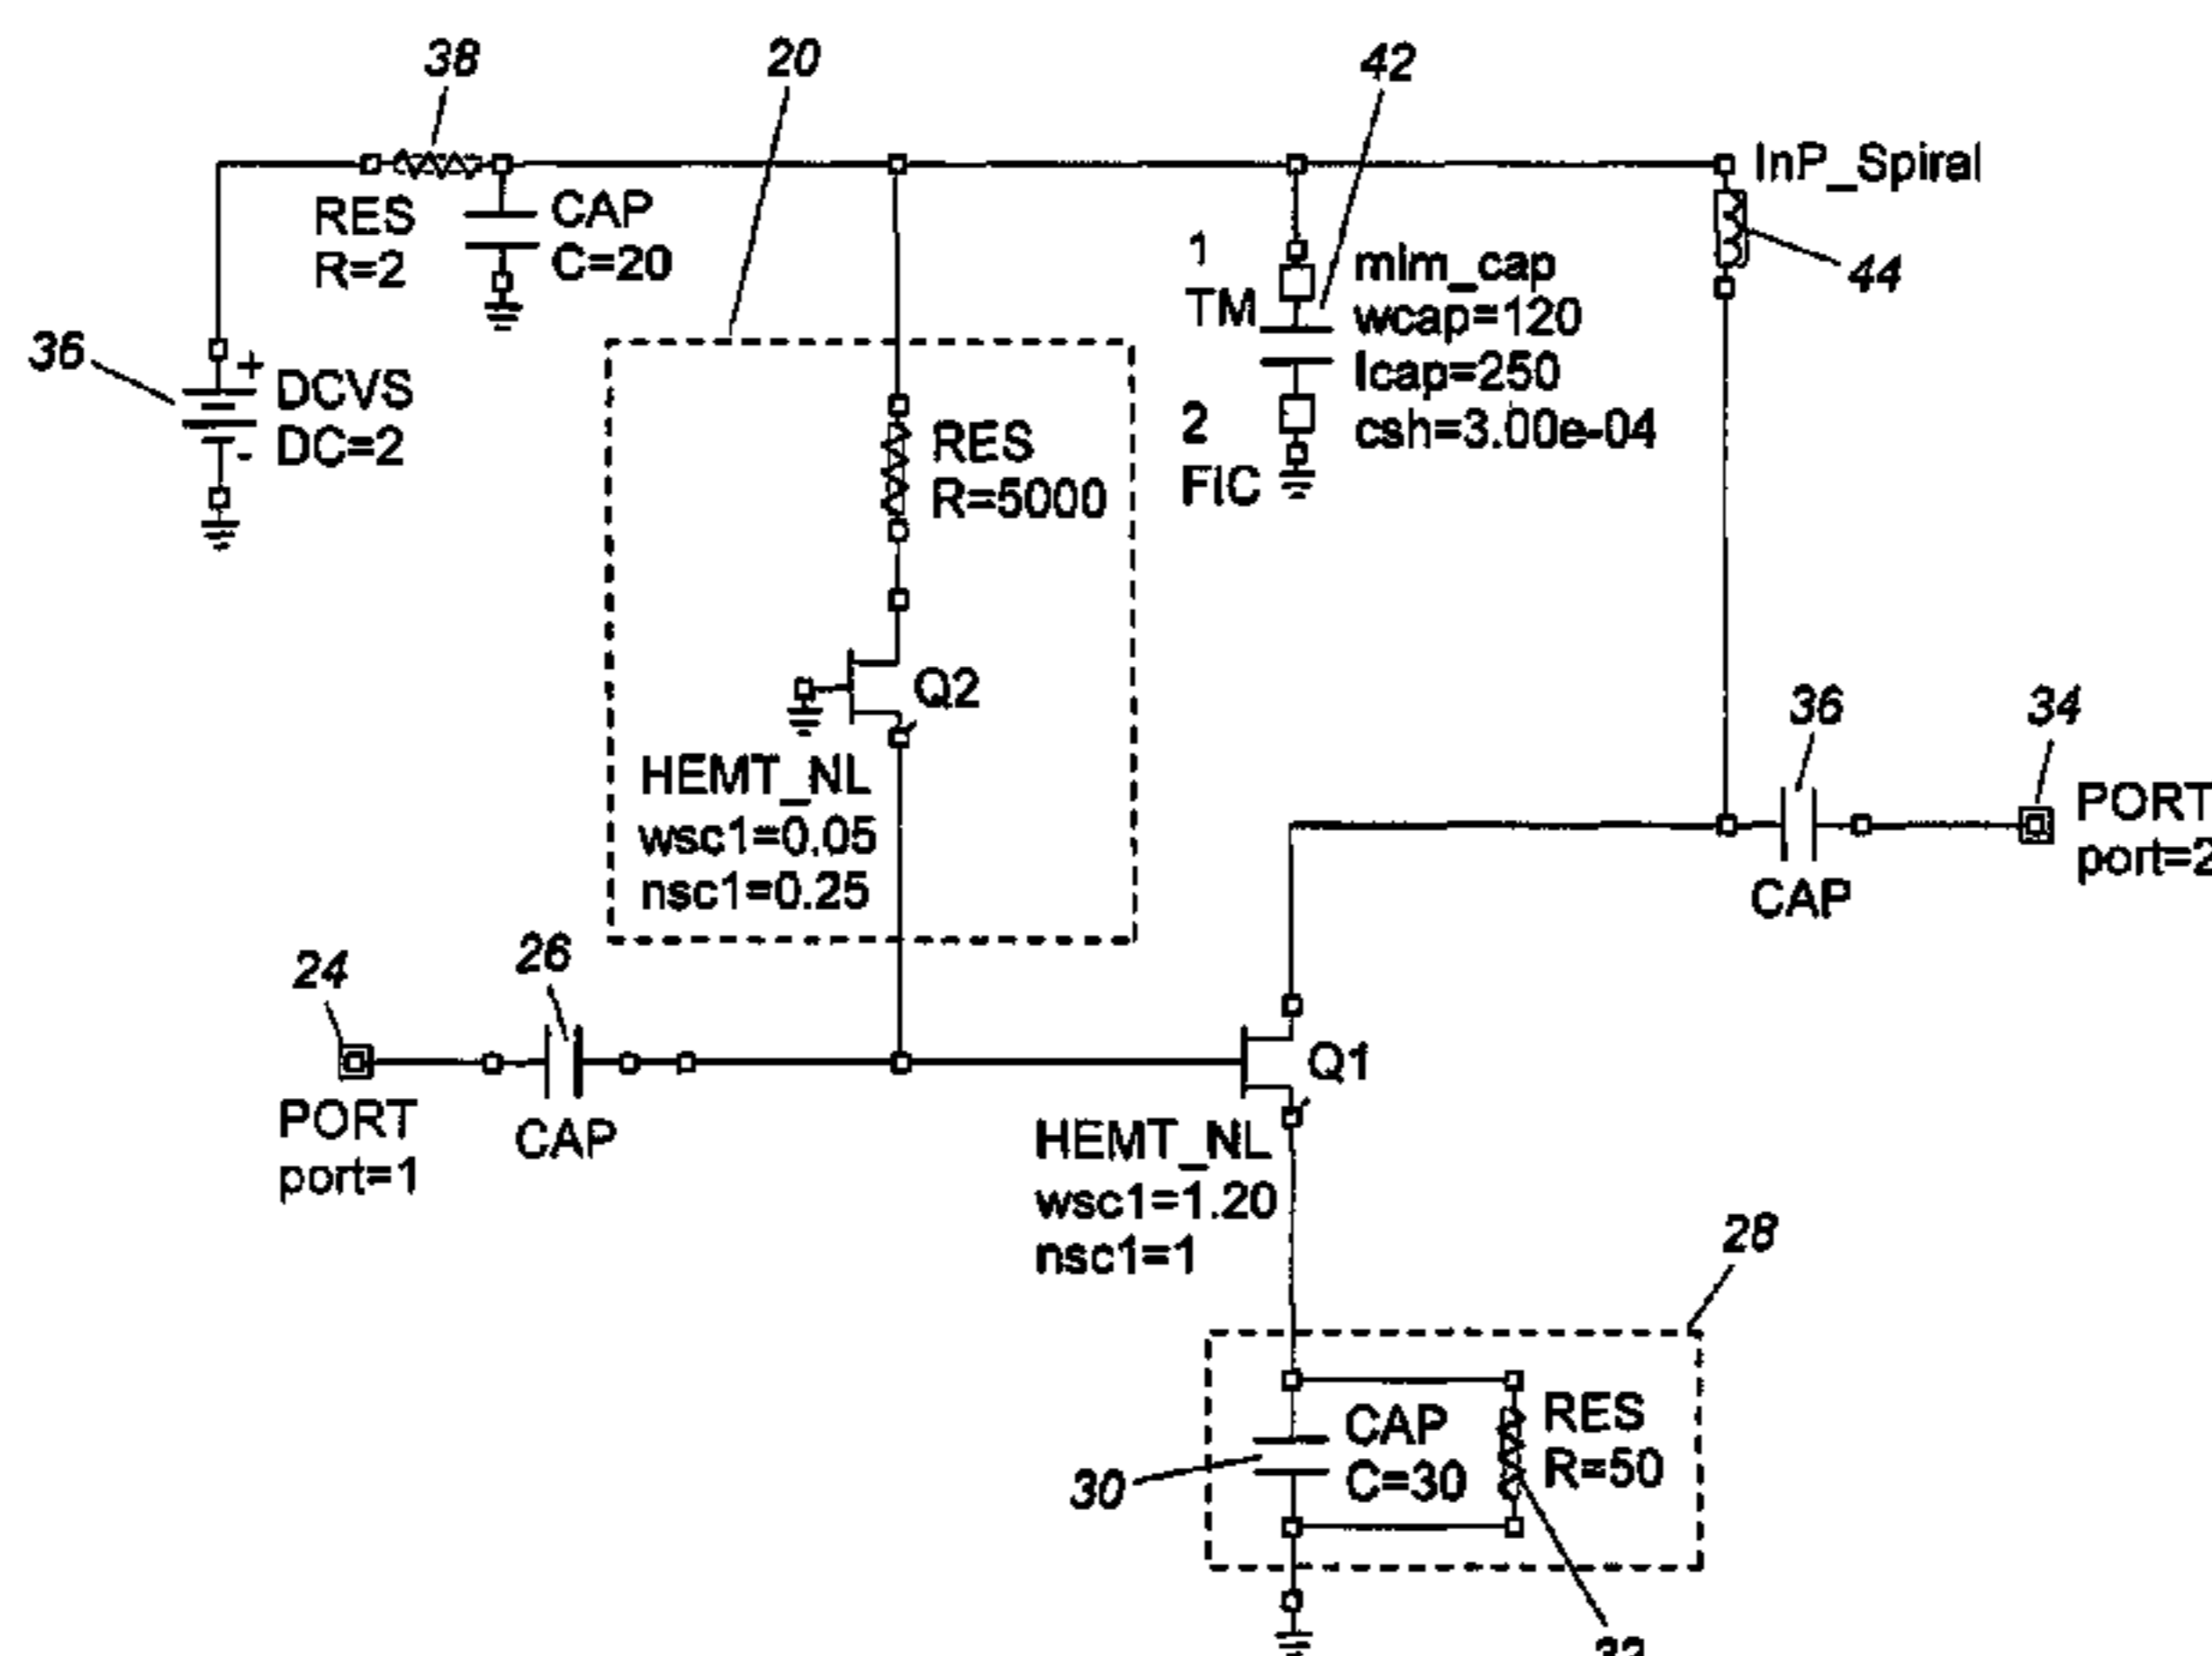 38
20
42
InP_Spiral
RES
R=2
CAP
C=20
1
TM
mim_cap
wcap=120
lcap=250
csh=3.00e-04
2
FIC
44
36
+
DCVS
DC=2
-
RES
R=5000
Q2
HEMT_NL
wsc1=0.05
nsc1=0.25
36
34
PORT
port=2
CAP
24
26
PORT
port=1
CAP
Q1
HEMT_NL
wsc1=1.20
nsc1=1
28
30
CAP
C=30
RES
R=50